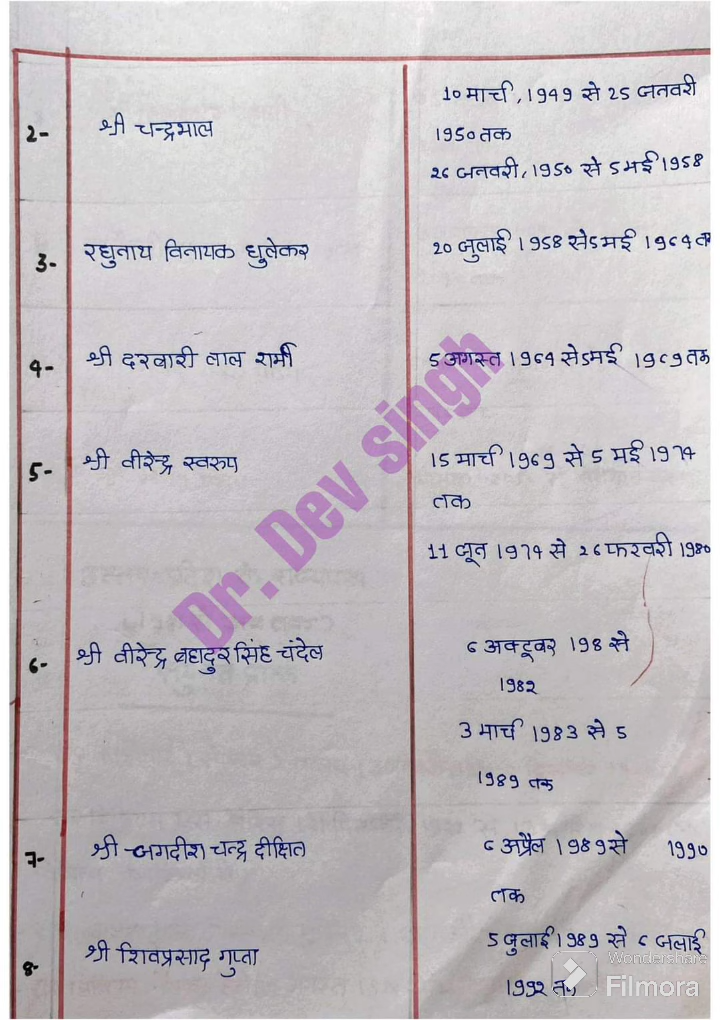 10 मार्च, 1949 से 25 जनवरी
2- श्री चन्द्रभाल 1950 तक
26 जनवरी, 1950 से 5 मई 1958
3- रघुनाथ विनायक धुलेकर 20 जुलाई 1958 से 5 मई 1964 त
4- श्री दरबारी लाल शर्मा 5 अगस्त 1964 से 5 मई 1969 तक
5- श्री वीरेन्द्र स्वरूप 15 मार्च 1969 से 5 मई 1974
तक
11 जून 1974 से 26 फरवरी 1980
6- श्री वीरेन्द्र बहादुर सिंह चंदेल 6 अक्टूबर 198 से
1982
3 मार्च 1983 से 5
1989 तक
7- श्री जगदीश चन्द्र दीक्षित 6 अप्रैल 1989 से 1990
तक
8- श्री शिवप्रसाद गुप्ता 5 जुलाई 1989 से 6 जलाई
1992 तक
Dr. Dev singh
Wondershare
Filmora